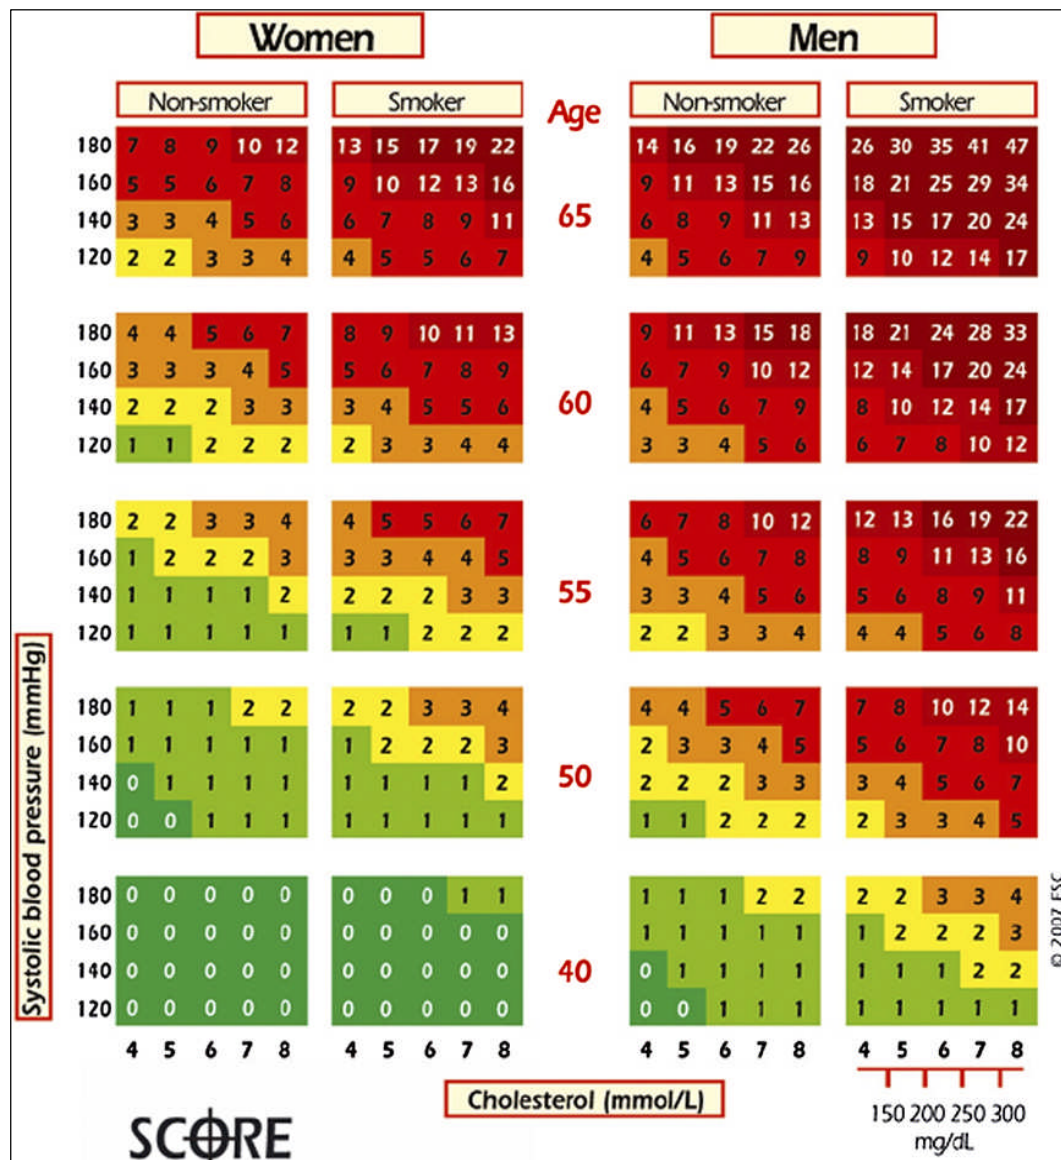 Women Men
Non-smoker Smoker Age Non-smoker Smoker
180 7 8 9 10 12 13 15 17 19 22 14 16 19 22 26 26 30 35 41 47
160 5 5 6 7 8 9 10 12 13 16 9 11 13 15 16 18 21 25 29 34
65
140 3 3 4 5 6 6 7 8 9 11 6 8 9 11 13 13 15 17 20 24
120 2 2 3 3 4 4 5 5 6 7 4 5 6 7 9 9 10 12 14 17
180 4 4 5 6 7 8 9 10 11 13 9 11 13 15 18 18 21 24 28 33
160 3 3 3 4 5 5 6 7 8 9 6 7 9 10 12 12 14 17 20 24
60
140 2 2 2 3 3 3 4 5 5 6 4 5 6 7 9 8 10 12 14 17
120 1 1 2 2 2 2 3 3 4 4 3 3 4 5 6 6 7 8 10 12
180 2 2 3 3 4 4 5 5 6 7 6 7 8 10 12 12 13 16 19 22
160 1 2 2 2 3 3 3 4 4 5 4 5 6 7 8 8 9 11 13 16
55
140 1 1 1 1 2 2 2 2 3 3 3 3 4 5 6 5 6 8 9 11
120 1 1 1 1 1 1 1 2 2 2 2 2 3 3 4 4 4 5 6 8
180 1 1 1 2 2 2 2 3 3 4 4 4 5 6 7 7 8 10 12 14
160 1 1 1 1 1 1 2 2 2 3 2 3 3 4 5 5 6 7 8 10
50
140 0 1 1 1 1 1 1 1 1 2 2 2 2 3 3 3 4 5 6 7
120 0 0 1 1 1 1 1 1 1 1 1 1 2 2 2 2 3 3 4 5
180 0 0 0 0 0 0 0 0 1 1 1 1 1 2 2 2 2 3 3 4
160 0 0 0 0 0 0 0 0 0 0 1 1 1 1 1 1 2 2 2 3
40
140 0 0 0 0 0 0 0 0 0 0 0 1 1 1 1 1 1 1 2 2
120 0 0 0 0 0 0 0 0 0 0 0 0 1 1 1 1 1 1 1 1
4 5 6 7 8 4 5 6 7 8 4 5 6 7 8 4 5 6 7 8
Systolic blood pressure (mmHg)
© 2007 ESC
Cholesterol (mmol/L)
150 200 250 300
mg/dL
SCORE